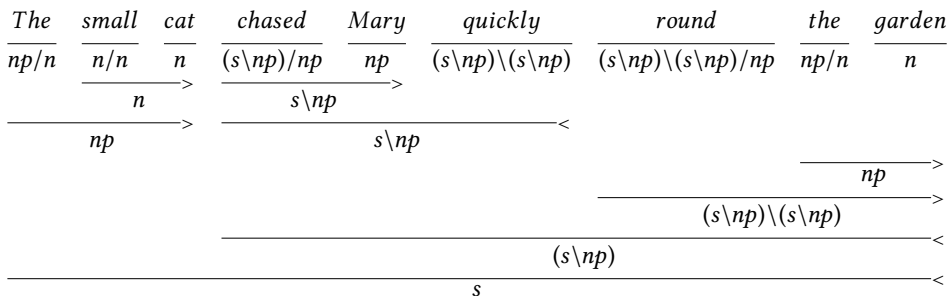 The small cat chased Mary quickly round the garden
np/n n/n n (s\np)/np np (s\np)\(s\np) (s\np)\(s\np)/np np/n n
> >
n s\np
> <
np s\np
>
np
>
(s\np)\(s\np)
<
(s\np)
<
s